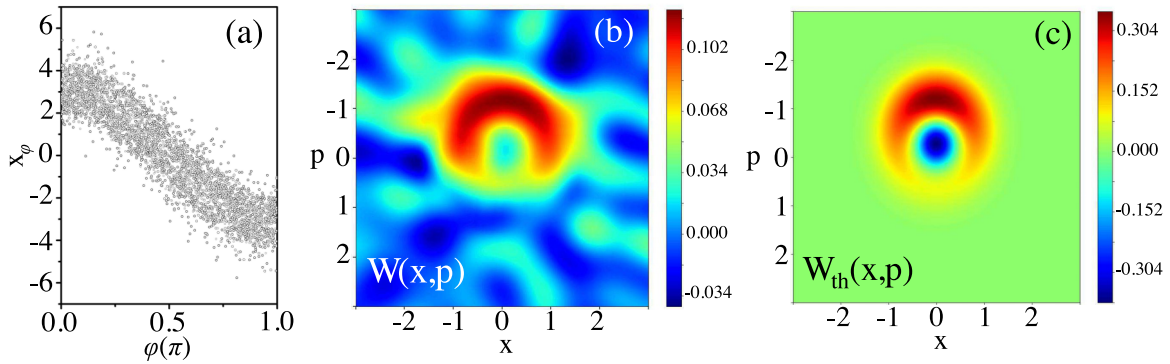 (a)
x_φ
6
4
2
0
-2
-4
-6
0.0 0.5 1.0
φ(π)
(b)
p
-2
-1
0
1
2
W(x,p)
-2 -1 0 1 2
x
0.102
0.068
0.034
0.000
-0.034
(c)
p
-2
-1
0
1
2
W_th(x,p)
-2 -1 0 1 2
x
0.304
0.152
0.000
-0.152
-0.304